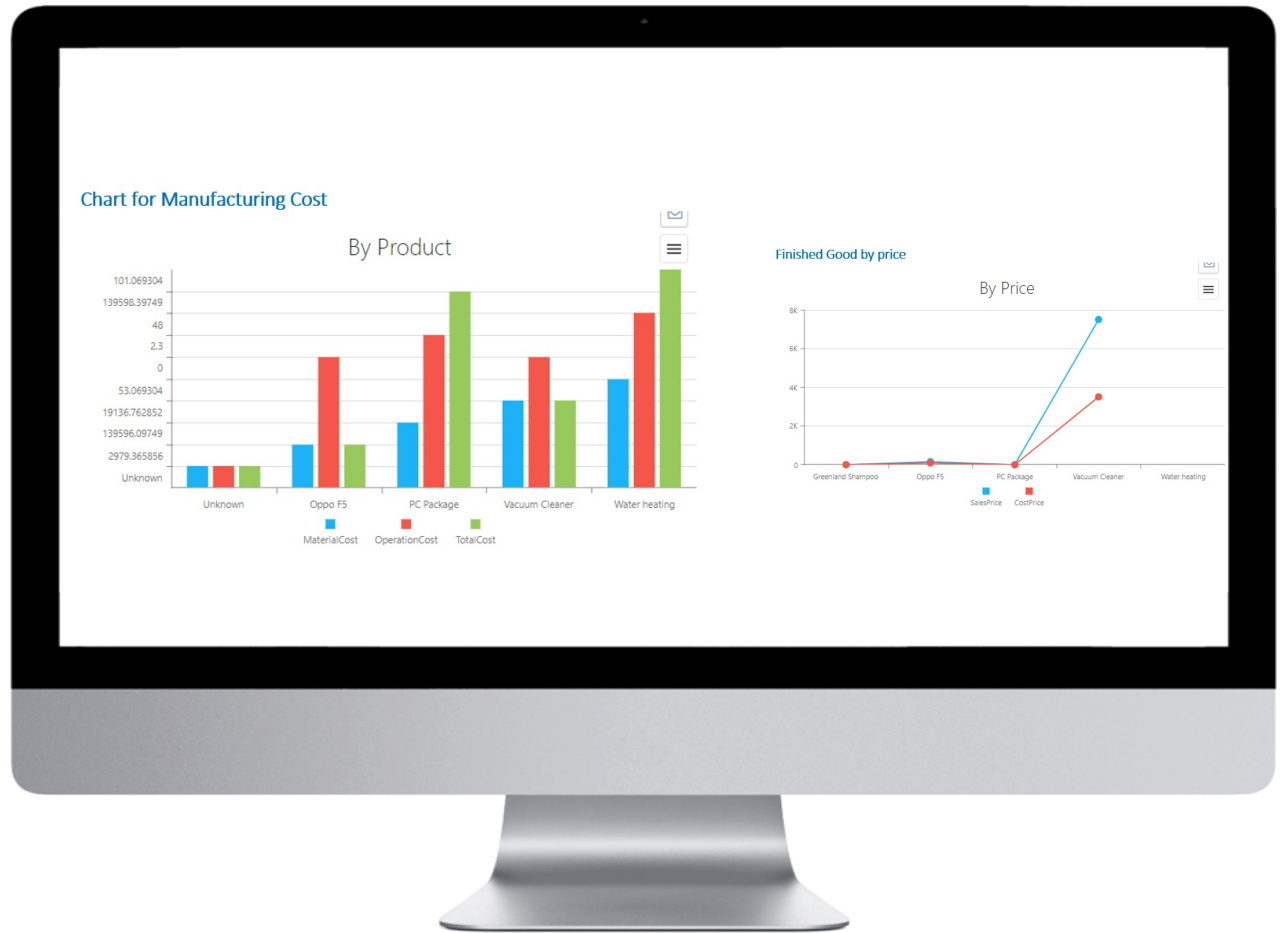 Chart for Manufacturing Cost
By Product
101.069304
139598.39749
48
2.3
0
53.069304
19136.762852
139596.09749
2979.365856
Unknown
Unknown Oppo F5 PC Package Vacuum Cleaner Water heating
MaterialCost OperationCost TotalCost
Finished Good by price
By Price
8K
6K
4K
2K
0
Greenland Shampoo Oppo F5 PC Package Vacuum Cleaner Water heating
SalesPrice CostPrice